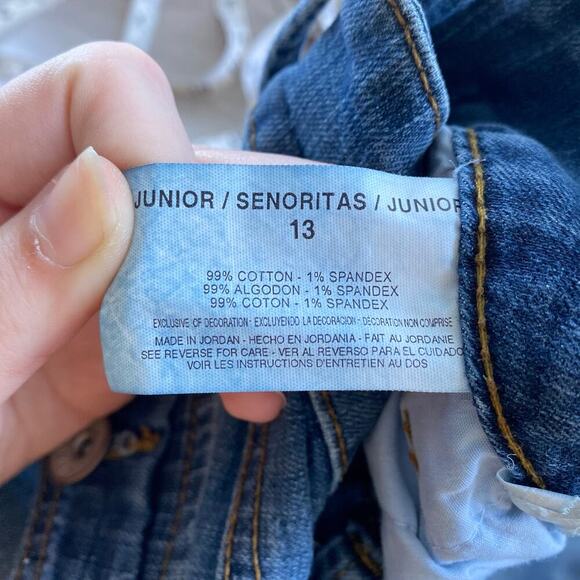 JUNIOR / SENORITAS / JUNIOR
13
99% COTTON - 1% SPANDEX
99% ALGODON - 1% SPANDEX
99% COTON - 1% SPANDEX
EXCLUSIVE OF DECORATION - EXCLUYENDO LA DECORACION - DECORATION NON COMPRISE
MADE IN JORDAN - HECHO EN JORDANIA - FAIT AU JORDANIE
SEE REVERSE FOR CARE - VER AL REVERSO PARA EL CUIDADO
VOIR LES INSTRUCTIONS D'ENTRETIEN AU DOS